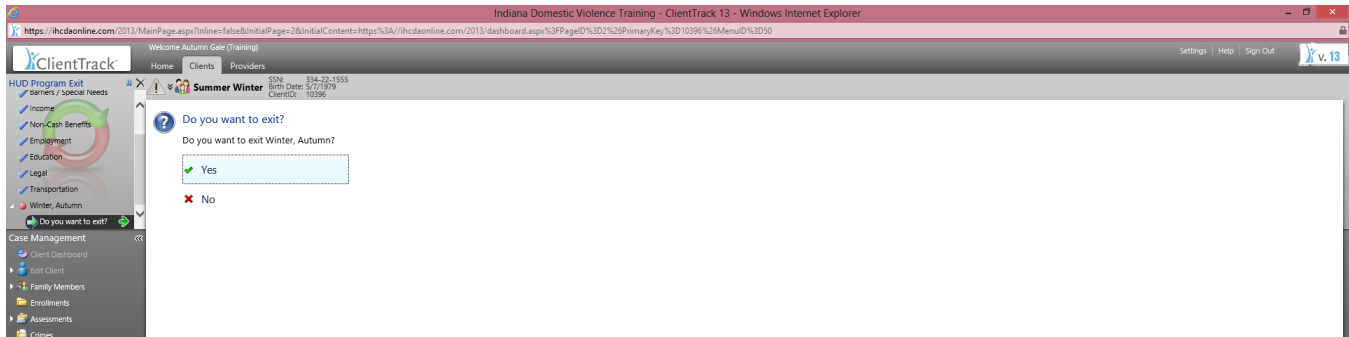 Indiana Domestic Violence Training - ClientTrack 13 - Windows Internet Explorer
https://ihcdaonline.com/2013/MainPage.aspx?Inline=false&InitialPage=2&InitialContent=https%3A//ihcdaonline.com/2013/dashboard.aspx%3FPageID%3D2%26PrimaryKey%3D10396%26MenuID%3D50
ClientTrack
Welcome Autumn Gale (Training)
Home Clients Providers
Settings Help Sign Out
v. 13
HUD Program Exit
Summer Winter
SSN: 334-22-1555
Birth Date: 5/7/1979
ClientID: 10396
Barriers / Special Needs
Income
Non-Cash Benefits
Employment
Education
Legal
Transportation
Winter, Autumn
Do you want to exit?
Do you want to exit?
Do you want to exit Winter, Autumn?
Yes
No
Case Management
Client Dashboard
Edit Client
Family Members
Enrollments
Assessments
Crimes